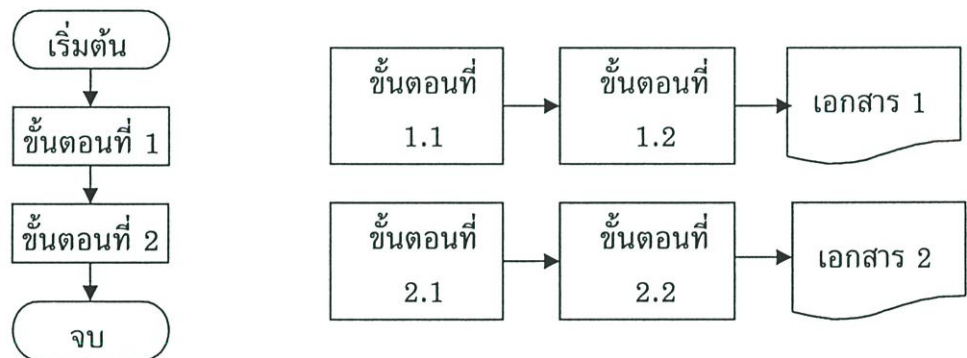 เริ่มต้น
ขั้นตอนที่ 1
ขั้นตอนที่ 2
จบ
ขั้นตอนที่
1.1
ขั้นตอนที่
1.2
เอกสาร 1
ขั้นตอนที่
2.1
ขั้นตอนที่
2.2
เอกสาร 2